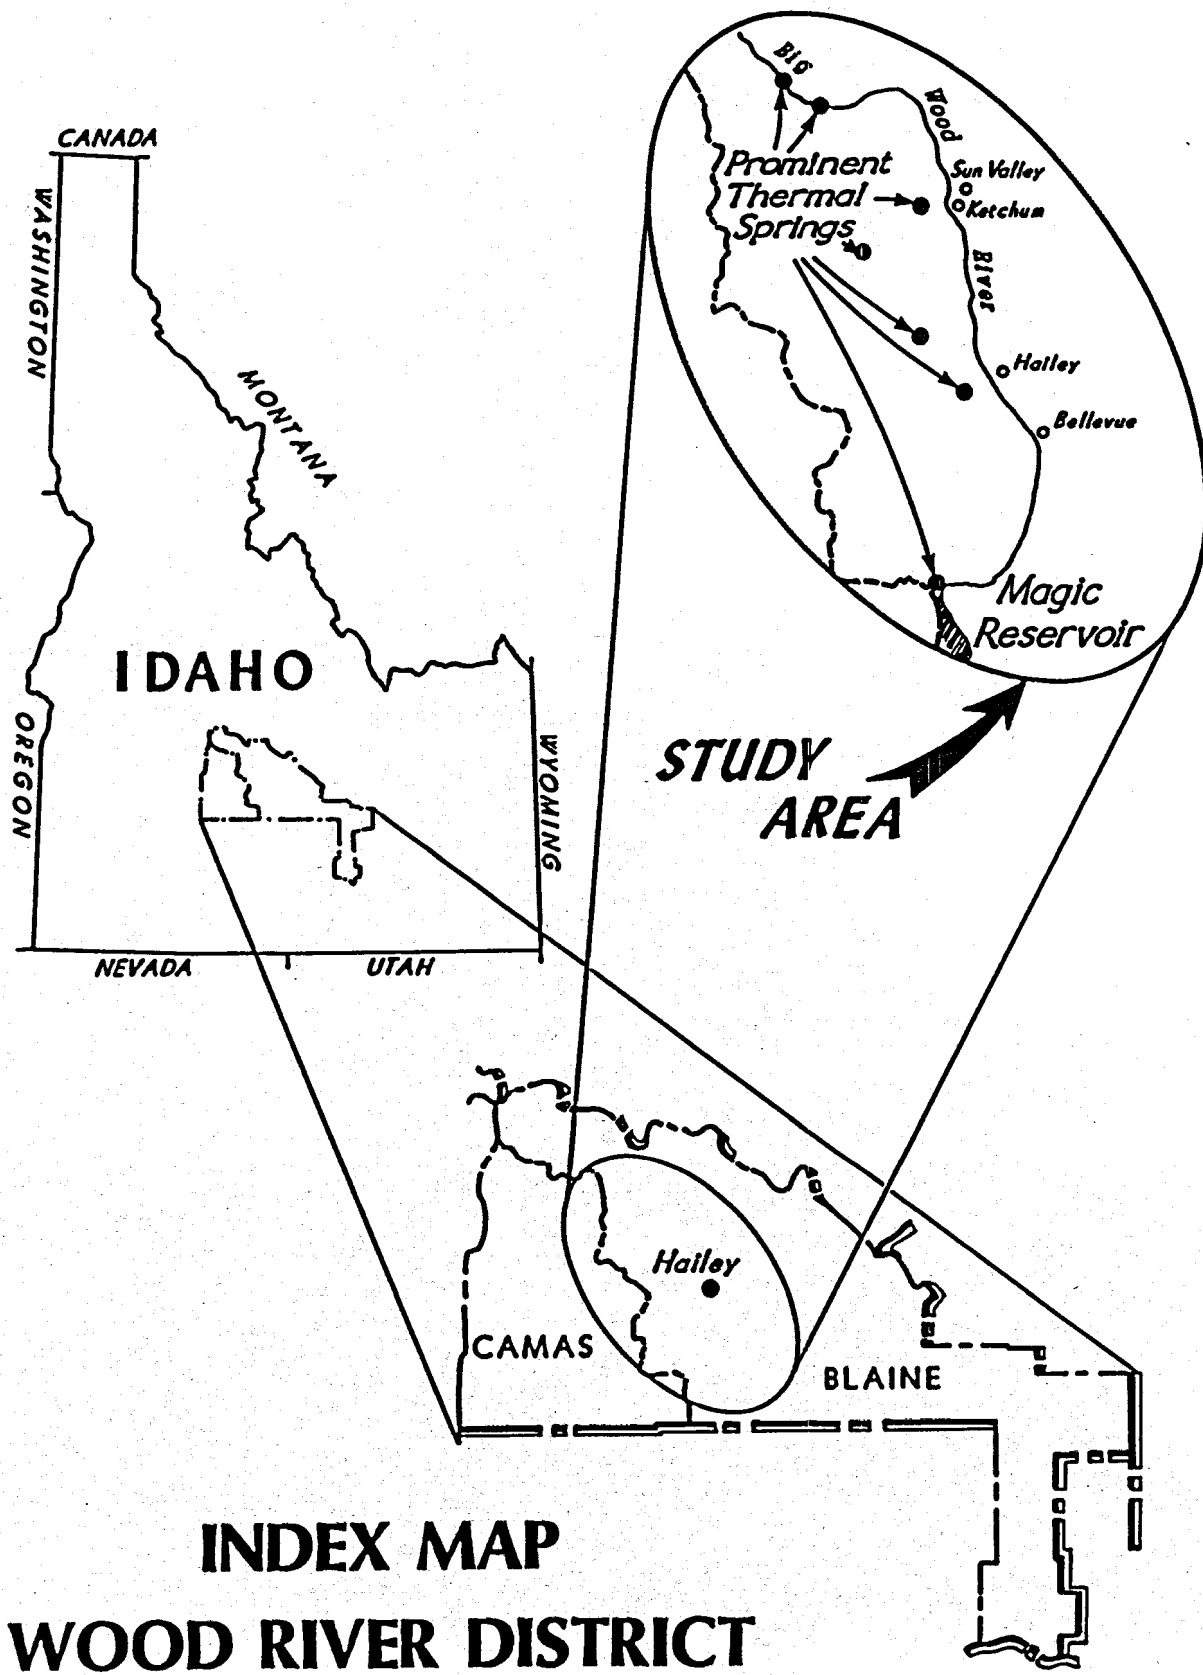 CANADA
WASHINGTON
MONTANA
IDAHO
OREGON
WYOMING
NEVADA
UTAH
Big
Wood
River
Prominent
Thermal
Springs
Sun Valley
Ketchum
Hailey
Bellevue
Magic
Reservoir
STUDY
AREA
Hailey
CAMAS
BLAINE
INDEX MAP
WOOD RIVER DISTRICT